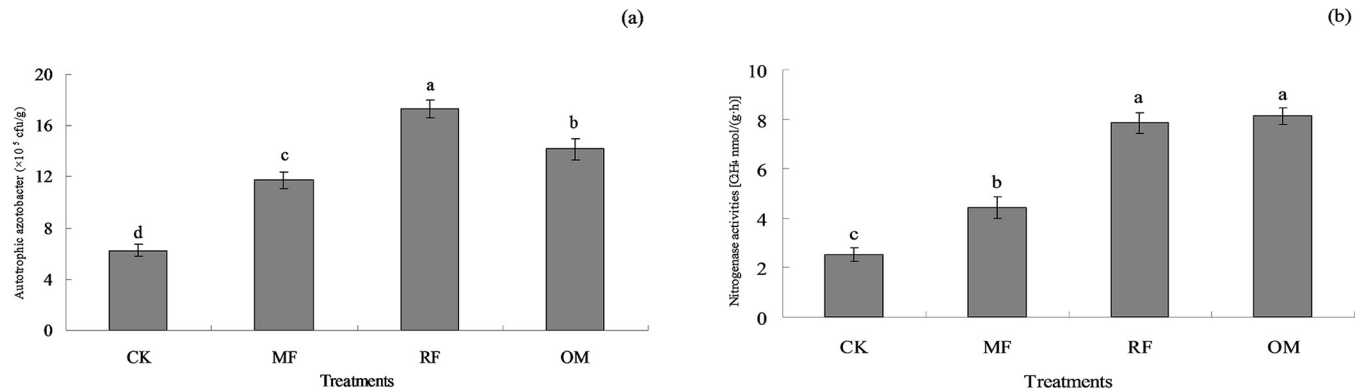 (a)
Autotrophic azotobacter (×10⁵ cfu/g)
20
16
12
8
4
0
d
c
a
b
CK MF RF OM
Treatments
(b)
Nitrogenase activities [C₂H₄ nmol/(g·h)]
10
8
6
4
2
0
c
b
a
a
CK MF RF OM
Treatments